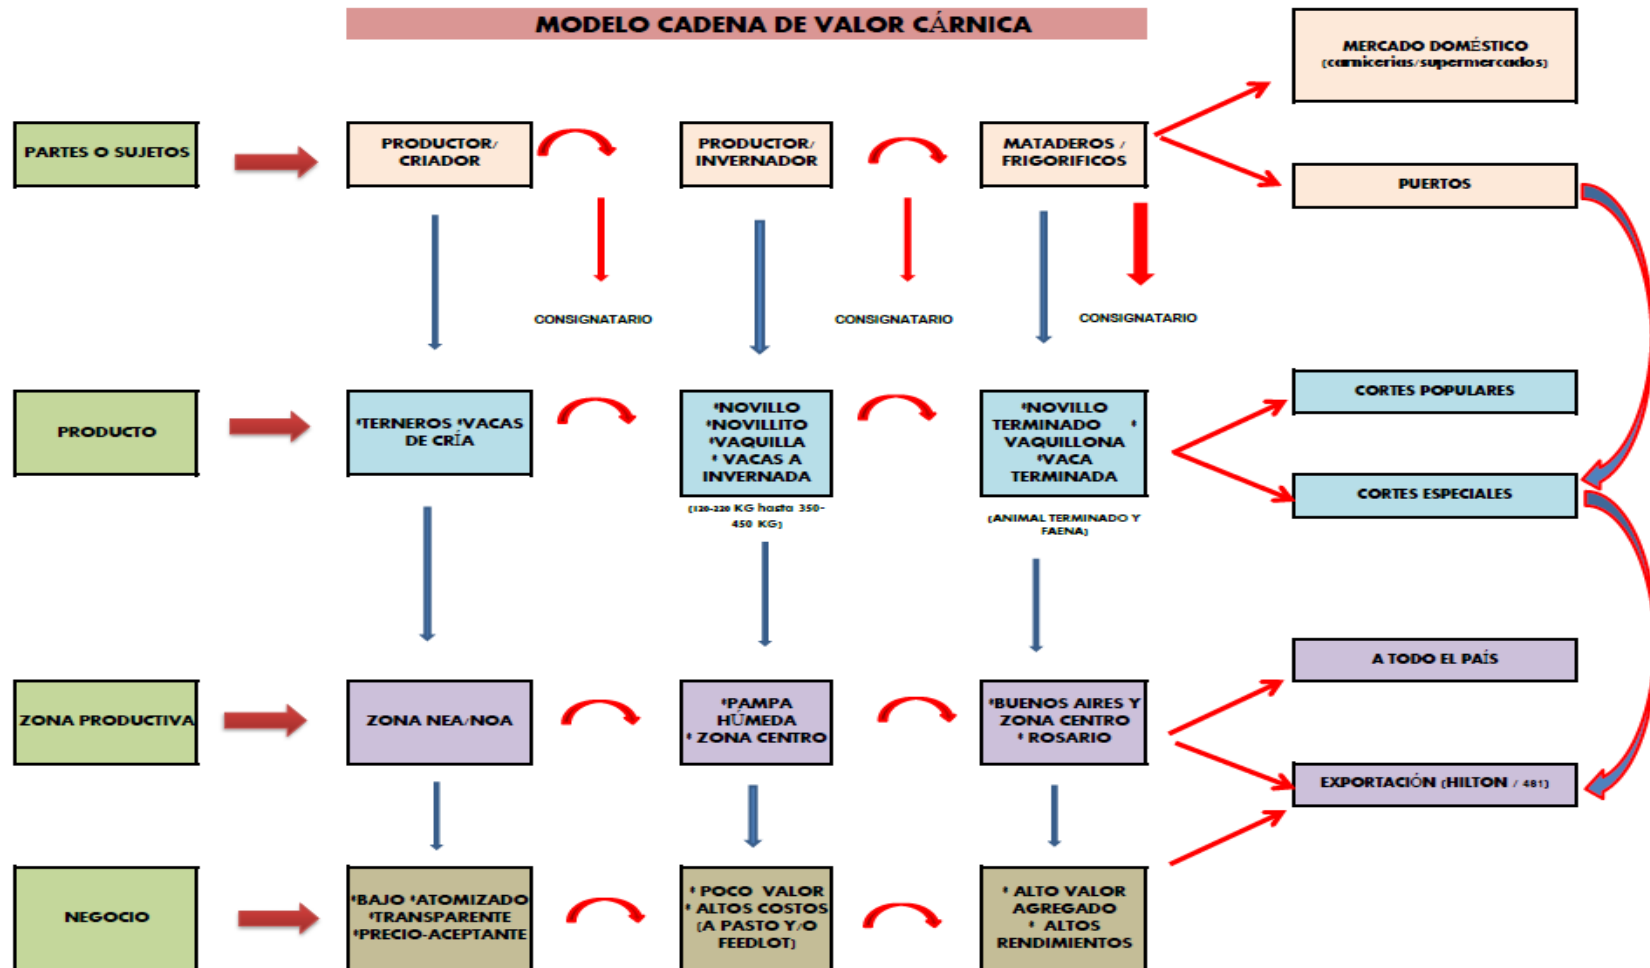 MODELO CADENA DE VALOR CÁRNICA
MERCADO DOMÉSTICO
(carnicerias/supermercados)
PARTES O SUJETOS
PRODUCTOR/
CRIADOR
PRODUCTOR/
INVERNADOR
MATADEROS /
FRIGORIFICOS
PUERTOS
CONSIGNATARIO
CONSIGNATARIO
CONSIGNATARIO
PRODUCTO
*TERNEROS *VACAS
DE CRÍA
*NOVILLO
*NOVILLITO
*VAQUILLA
* VACAS A
INVERNADA
(120-220 KG hasta 350-
450 KG)
*NOVILLO
TERMINADO *
VAQUILLONA
*VACA
TERMINADA
(ANIMAL TERMINADO Y
FAENA)
CORTES POPULARES
CORTES ESPECIALES
ZONA PRODUCTIVA
ZONA NEA/NOA
*PAMPA
HÚMEDA
* ZONA CENTRO
*BUENOS AIRES Y
ZONA CENTRO
* ROSARIO
A TODO EL PAÍS
EXPORTACIÓN (HILTON / 481)
NEGOCIO
*BAJO *ATOMIZADO
*TRANSPARENTE
*PRECIO-ACEPTANTE
* POCO VALOR
* ALTOS COSTOS
(A PASTO Y/O
FEEDLOT)
* ALTO VALOR
AGREGADO
* ALTOS
RENDIMIENTOS